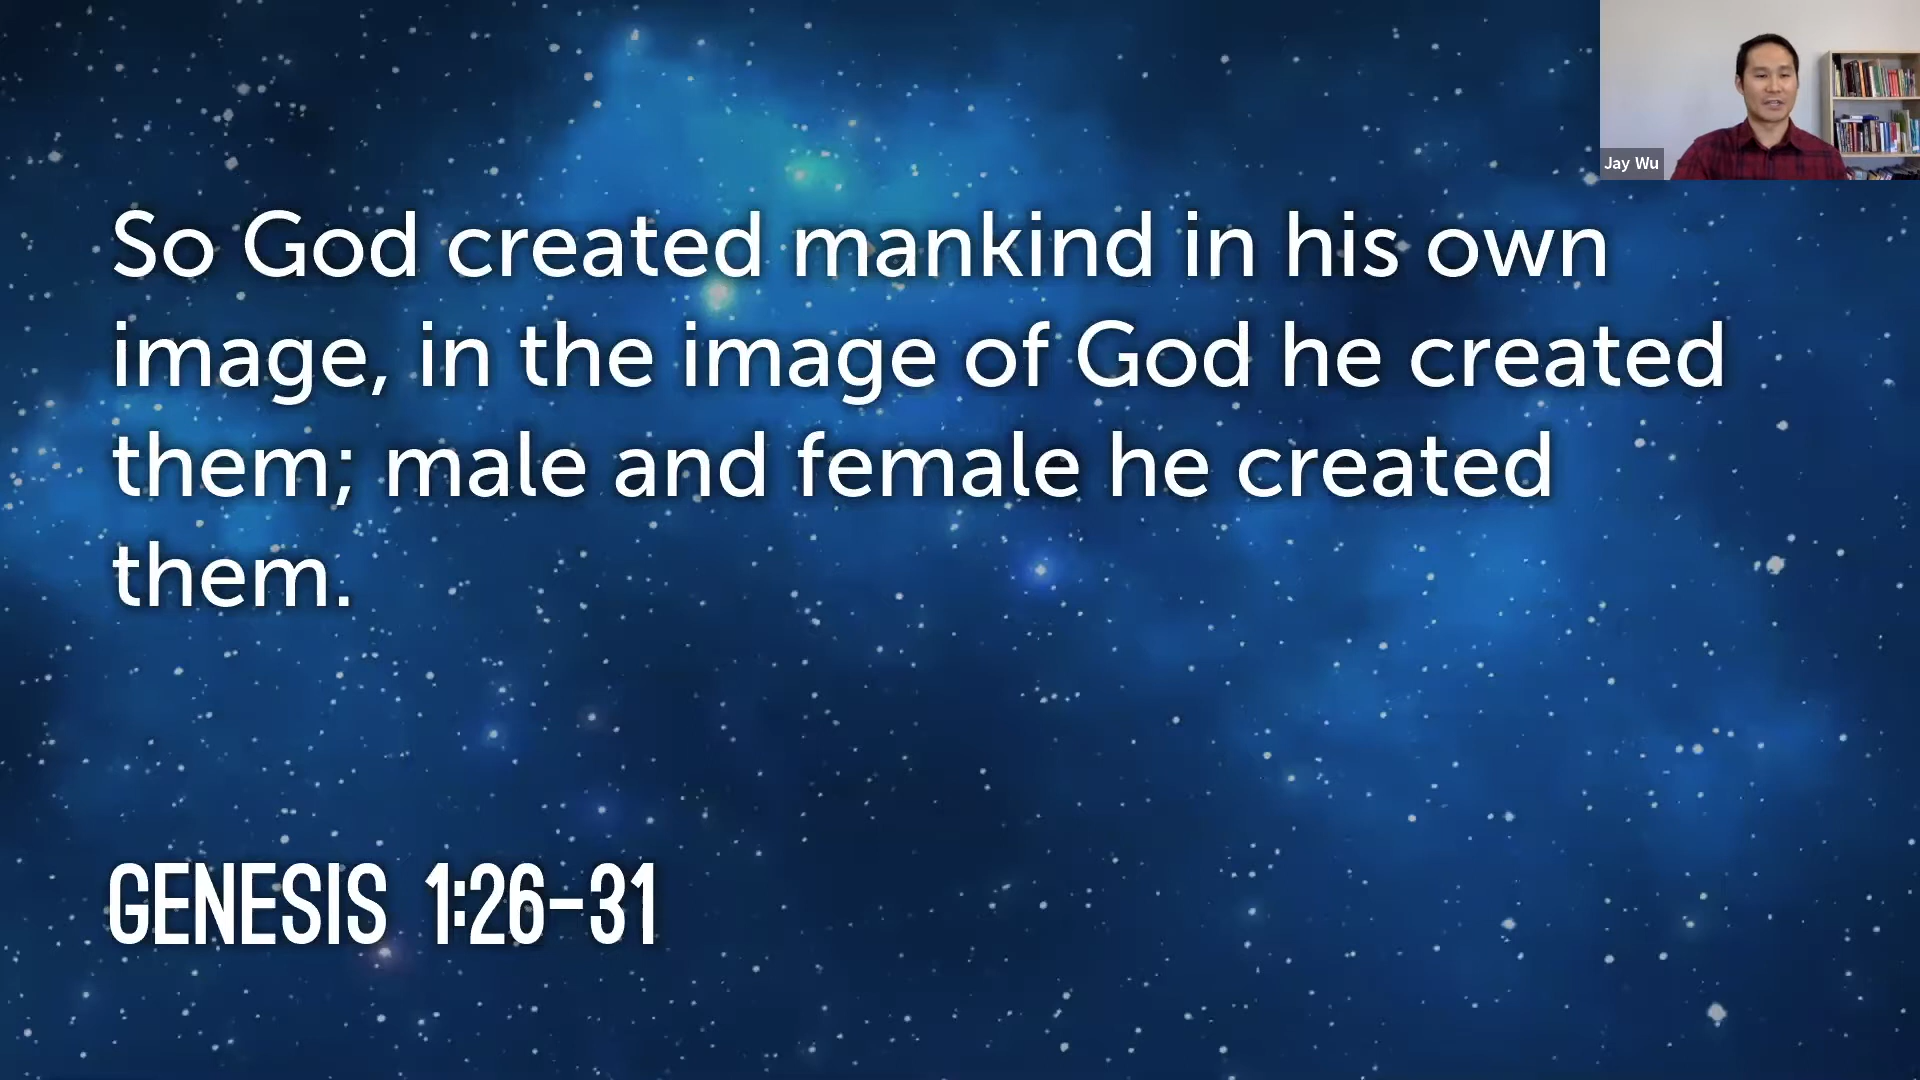 Jay Wu
So God created mankind in his own
image, in the image of God he created
them; male and female he created
them.
GENESIS 1:26-31